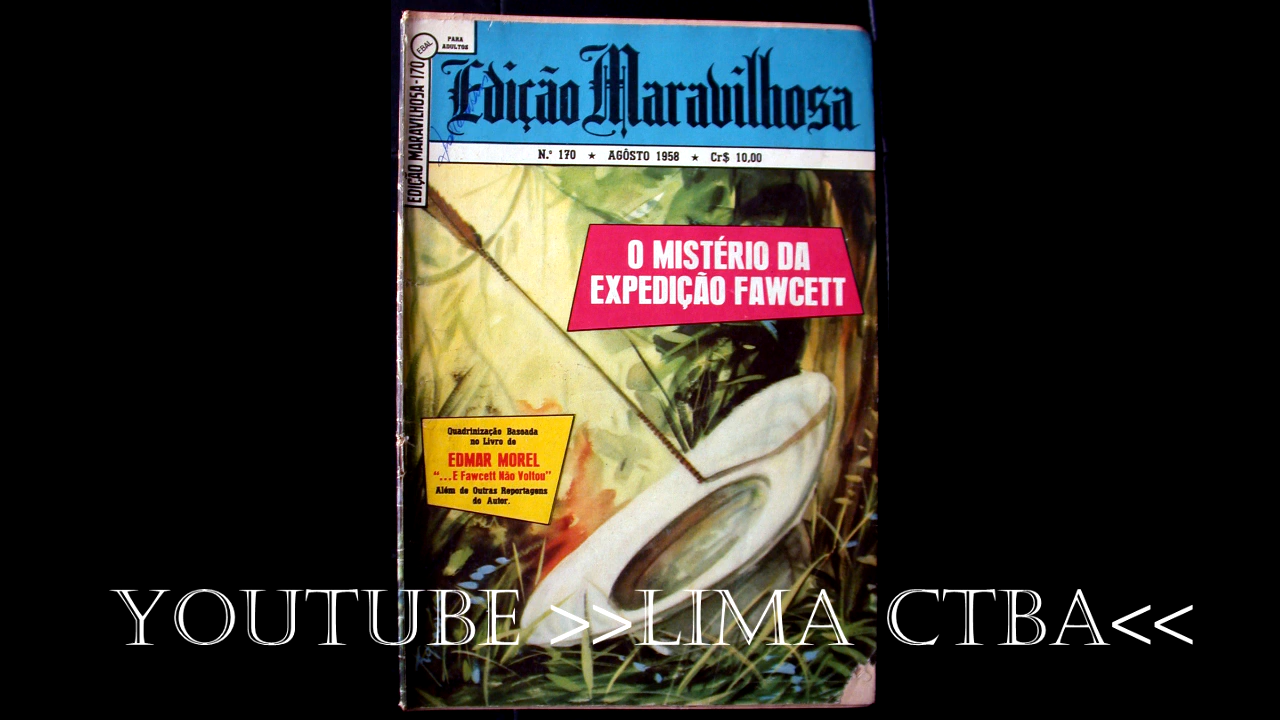 PARA
ADULTOS
EBAL
EDIÇÃO MARAVILHOSA-170
Edição Maravilhosa
N.º 170 ★ AGÔSTO 1958 ★ Cr$ 10,00
O MISTÉRIO DA
EXPEDIÇÃO FAWCETT
Quadrinização Baseada
no Livro de
EDMAR MOREL
"...E Fawcett Não Voltou"
Além de Outras Reportagens
do Autor.
YOUTUBE >>LIMA CTBA<<